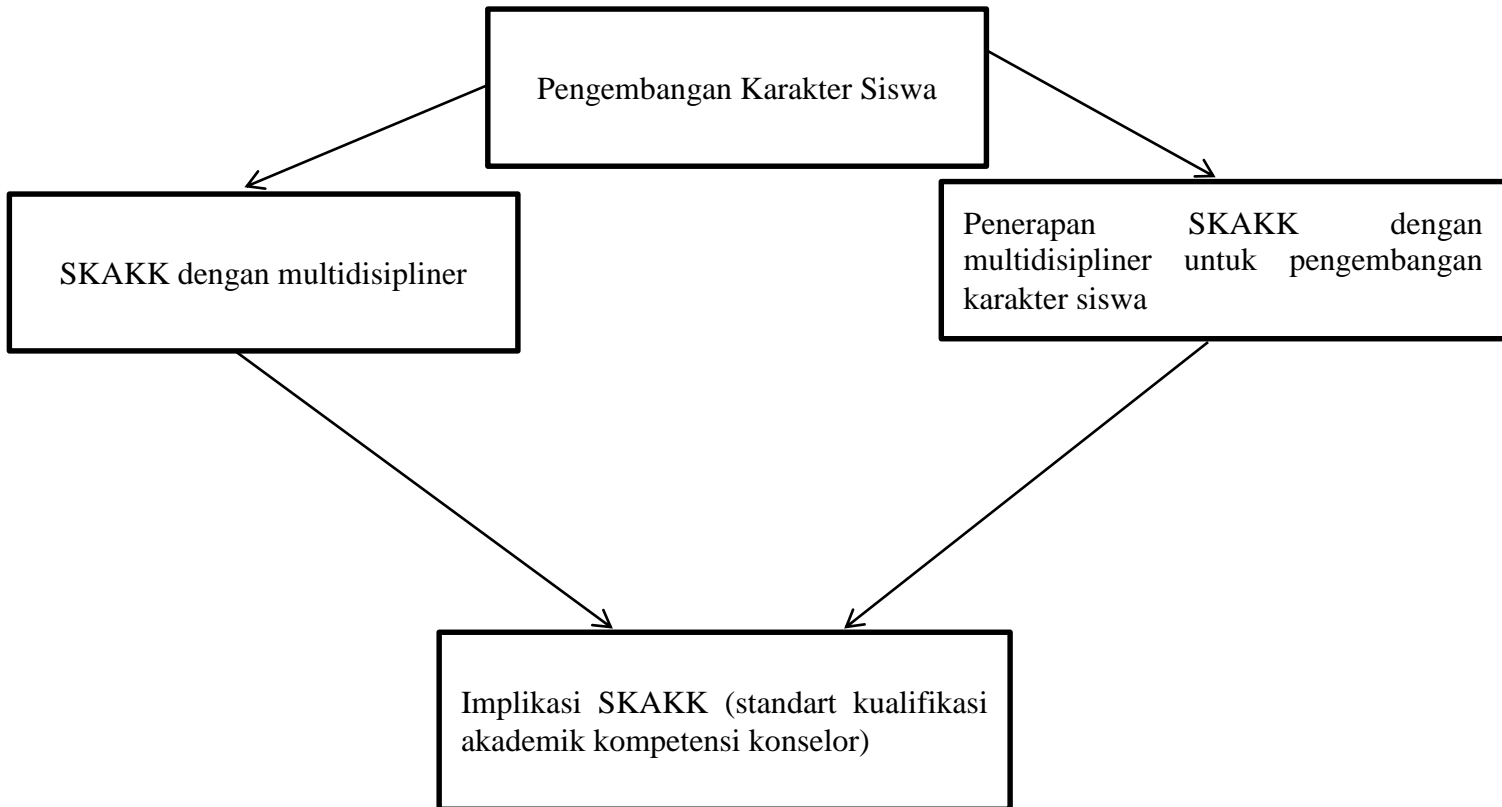 Pengembangan Karakter Siswa
SKAKK dengan multidisipliner
Penerapan SKAKK dengan
multidisipliner untuk pengembangan
karakter siswa
Implikasi SKAKK (standart kualifikasi
akademik kompetensi konselor)